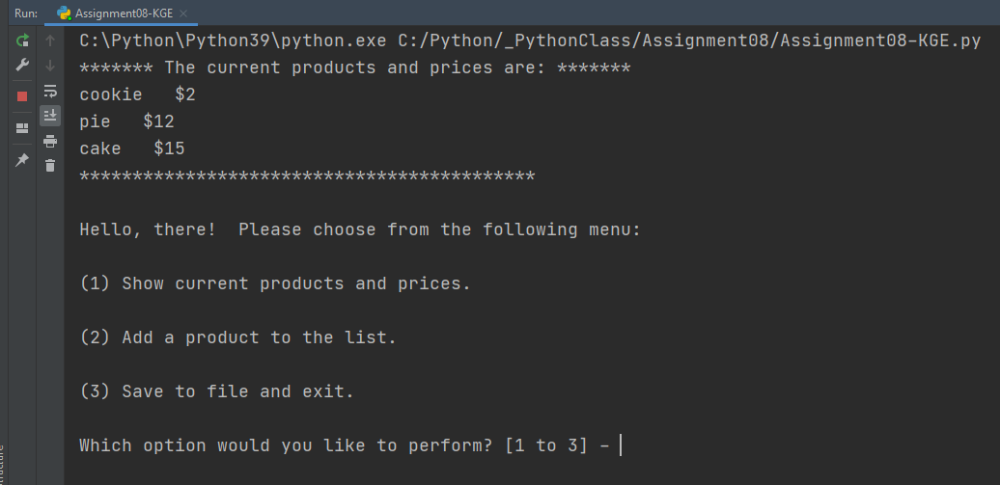 Run: Assignment08-KGE
C:\Python\Python39\python.exe C:/Python/_PythonClass/Assignment08/Assignment08-KGE.py
******* The current products and prices are: *******
cookie   $2
pie   $12
cake   $15
*******************************************
Hello, there!  Please choose from the following menu:
(1) Show current products and prices.
(2) Add a product to the list.
(3) Save to file and exit.
Which option would you like to perform? [1 to 3] –